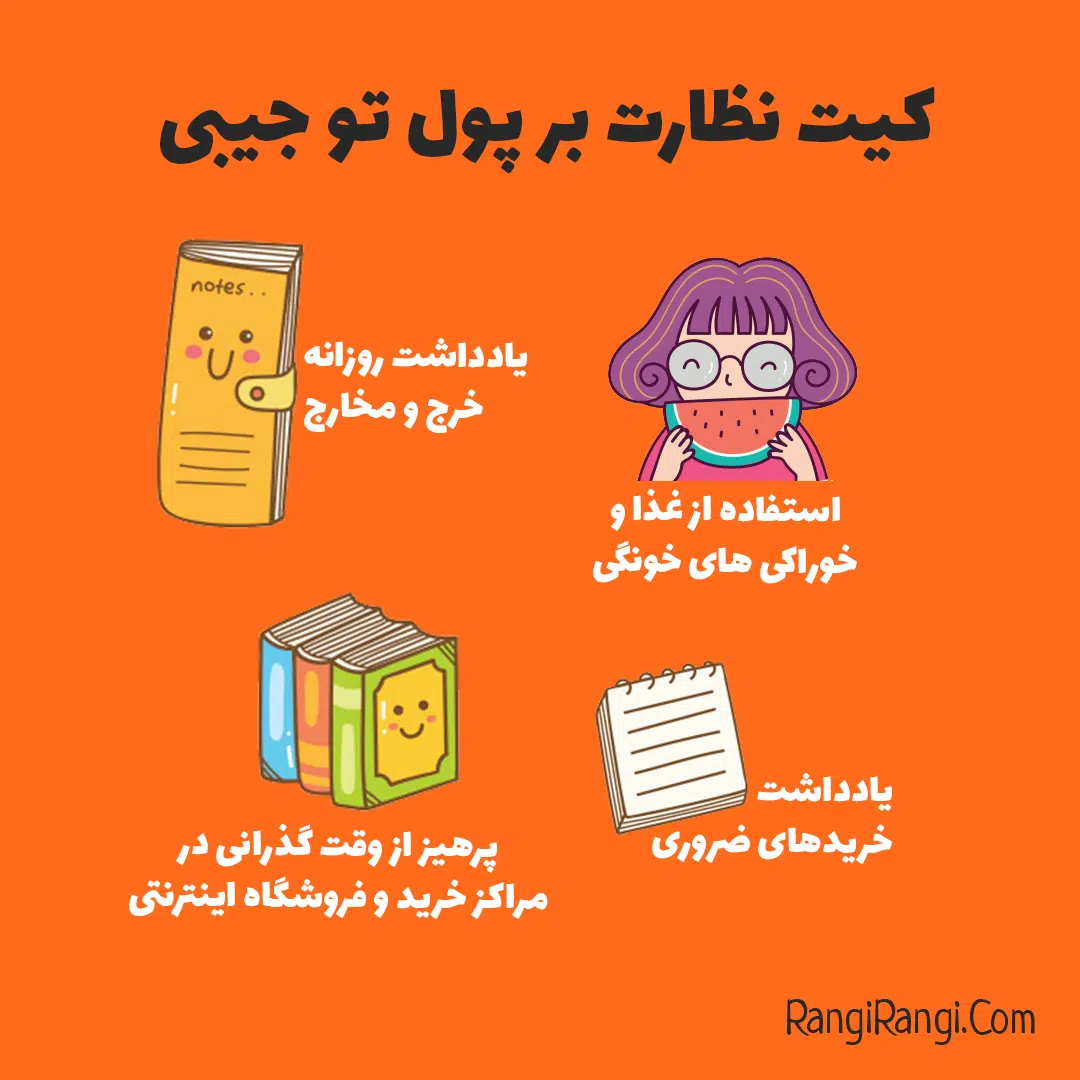 کیت نظارت بر پول تو جیبی
استفاده از غذا و
خوراکی های خونگی
notes..
یادداشت روزانه
خرج و مخارج
یادداشت
خریدهای ضروری
پرهیز از وقت گذرانی در
مراکز خرید و فروشگاه اینترنتی
RangiRangi.Com